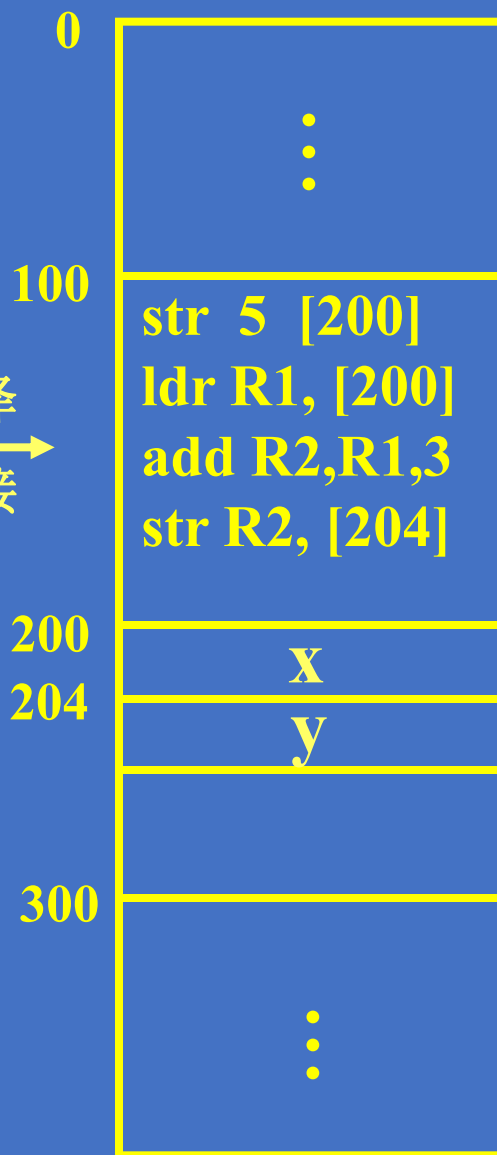 0
100
str 5 [200]
ldr R1, [200]
add R2,R1,3
str R2, [204]
200
x
204
y
300